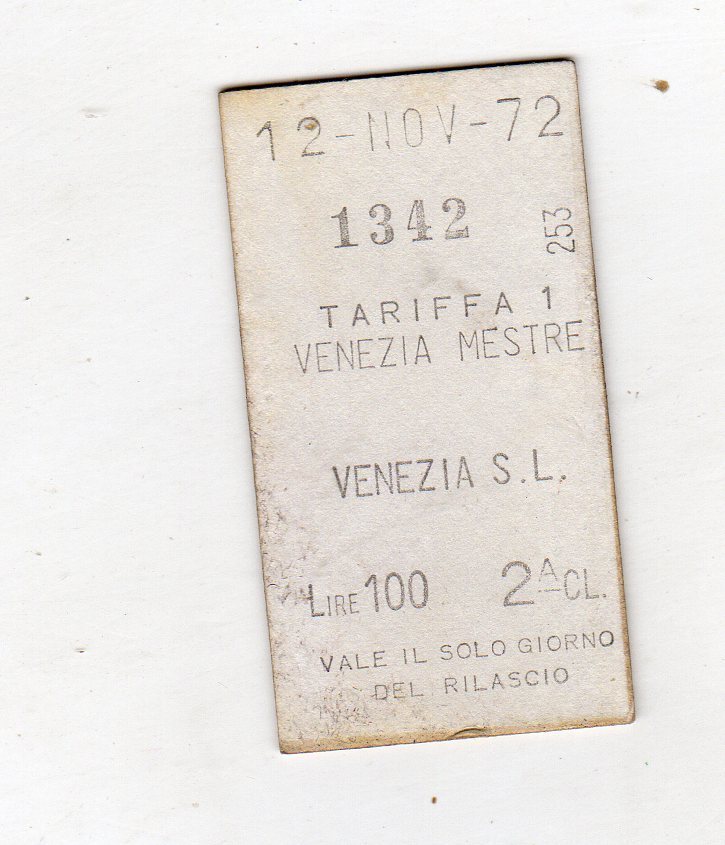 12-NOV-72
1342
253
TARIFFA 1
VENEZIA MESTRE
VENEZIA S.L.
LIRE 100 2ᴬ CL.
VALE IL SOLO GIORNO
DEL RILASCIO